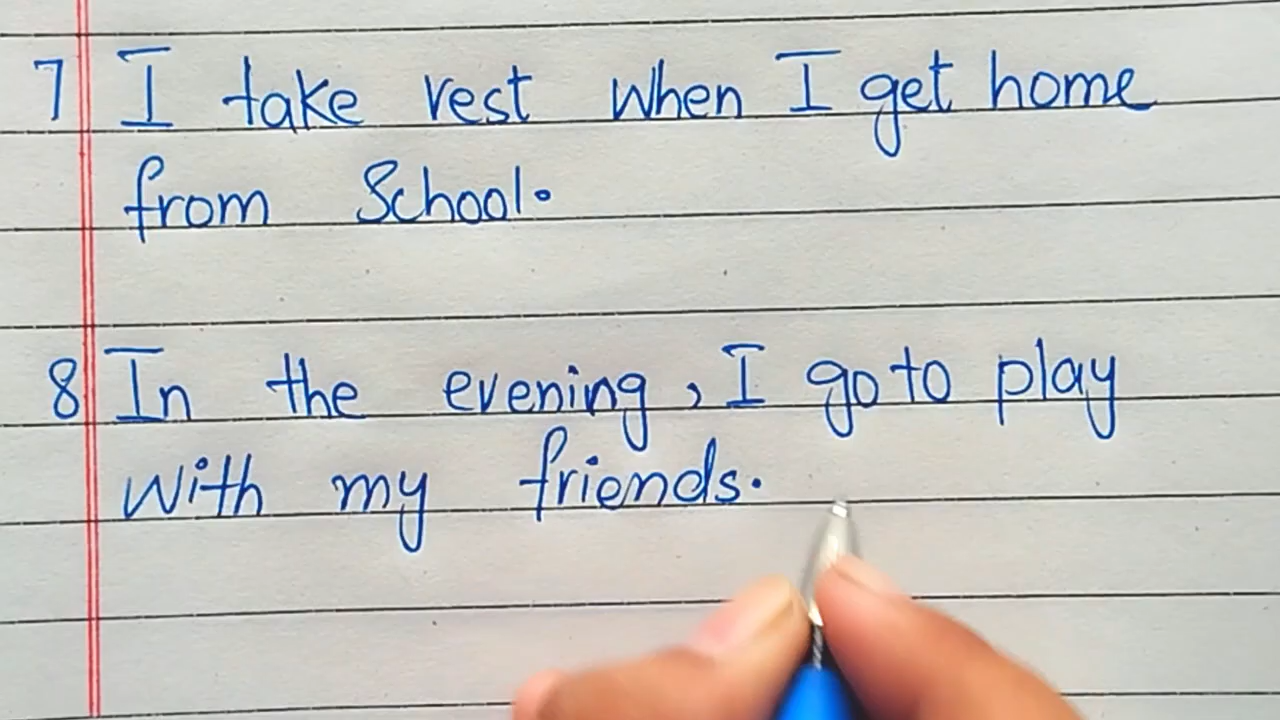 7 I take rest when I get home
from School.
8 In the evening, I go to play
with my friends.